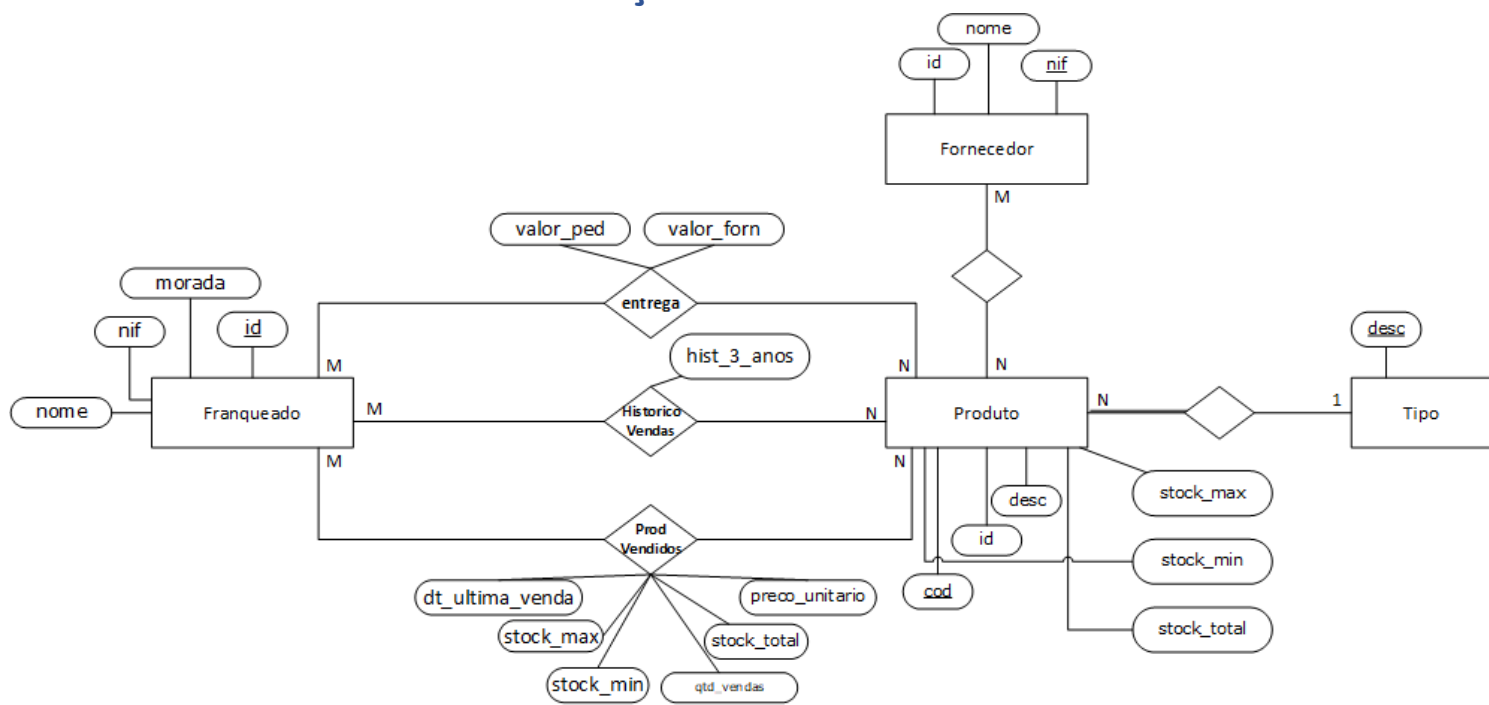 nome
id
nif
Fornecedor
M
valor_ped
valor_forn
morada
entrega
nif
id
desc
hist_3_anos
M
N
N
nome
Franqueado
M
Historico
Vendas
N
Produto
N
1
Tipo
M
N
stock_max
desc
Prod
Vendidos
id
stock_min
dt_ultima_venda
preco_unitario
cod
stock_max
stock_total
stock_total
stock_min
qtd_vendas